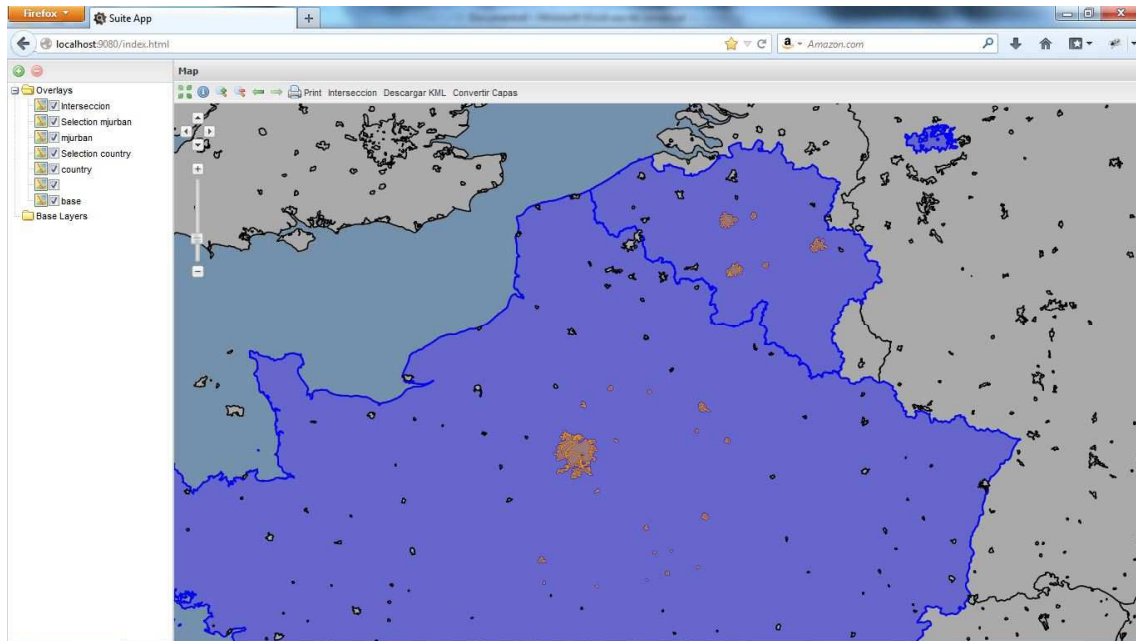 Firefox
Suite App
localhost:9080/index.html
Amazon.com
Map
Print Interseccion Descargar KML Convertir Capas
Overlays
Interseccion
Selection mjurban
mjurban
Selection country
country
base
Base Layers